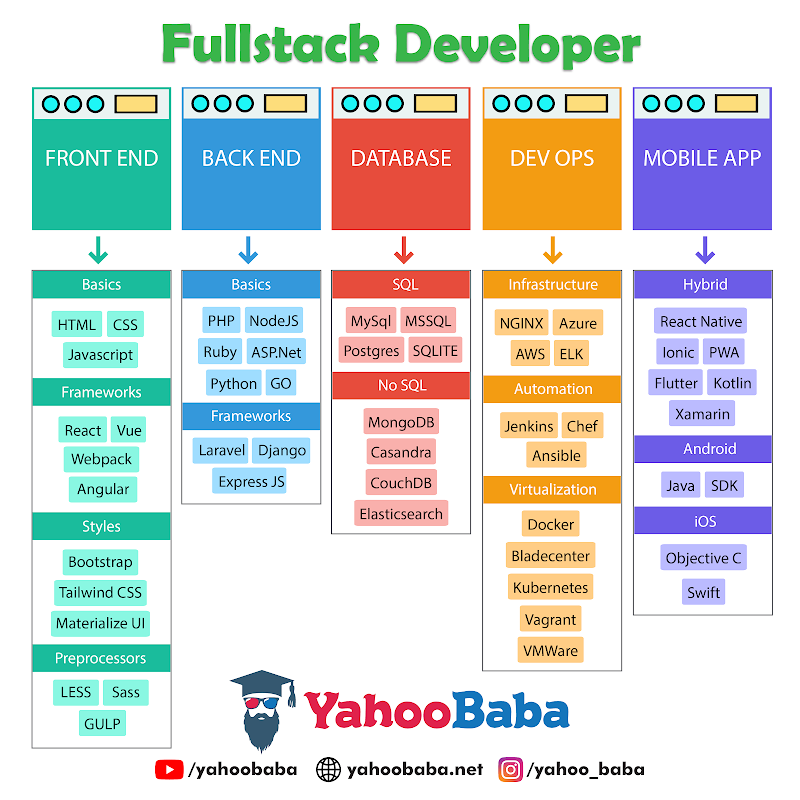 Fullstack Developer
FRONT END
Basics
HTML CSS
Javascript
Frameworks
React Vue
Webpack
Angular
Styles
Bootstrap
Tailwind CSS
Materialize UI
Preprocessors
LESS Sass
GULP
BACK END
Basics
PHP NodeJS
Ruby ASP.Net
Python GO
Frameworks
Laravel Django
Express JS
DATABASE
SQL
MySql MSSQL
Postgres SQLITE
No SQL
MongoDB
Casandra
CouchDB
Elasticsearch
DEV OPS
Infrastructure
NGINX Azure
AWS ELK
Automation
Jenkins Chef
Ansible
Virtualization
Docker
Bladecenter
Kubernetes
Vagrant
VMWare
MOBILE APP
Hybrid
React Native
Ionic PWA
Flutter Kotlin
Xamarin
Android
Java SDK
iOS
Objective C
Swift
YahooBaba
/yahoobaba yahoobaba.net /yahoo_baba